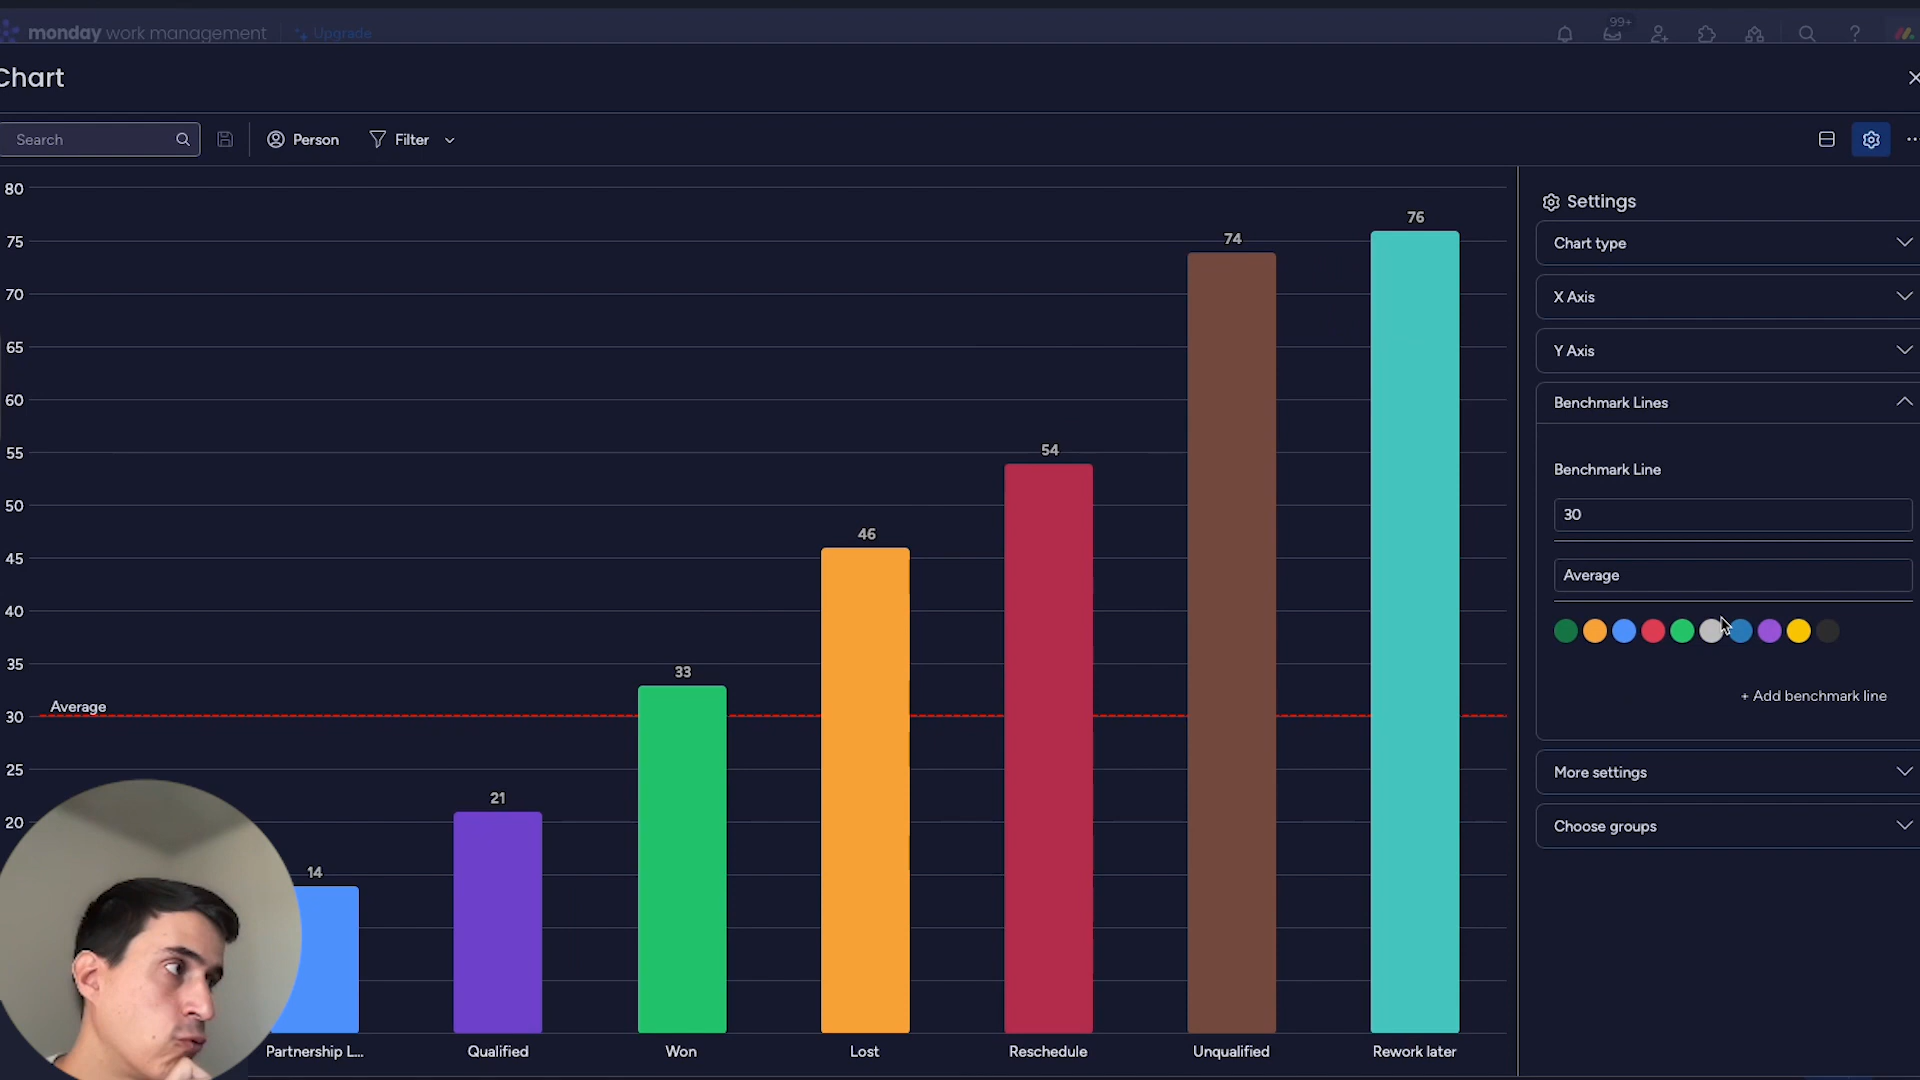 monday work management
Upgrade
99+
Chart
Search
Person
Filter
80
75
70
65
60
55
50
45
40
35
30
25
20
Average
14
21
33
46
54
74
76
Partnership L...
Qualified
Won
Lost
Reschedule
Unqualified
Rework later
Settings
Chart type
X Axis
Y Axis
Benchmark Lines
Benchmark Line
30
Average
+ Add benchmark line
More settings
Choose groups